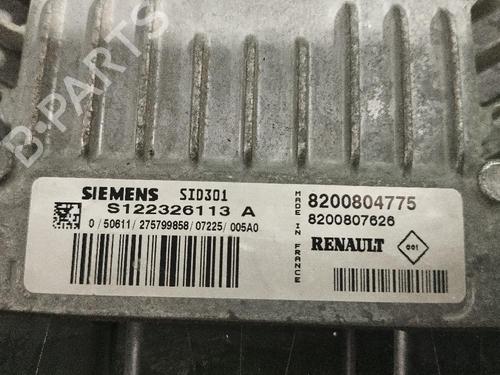 B-PARTS
SIEMENS SID301
S122326113 A
0/50611/275799858/07225/005A0
MADE IN FRANCE
8200804775
8200807626
RENAULT
001